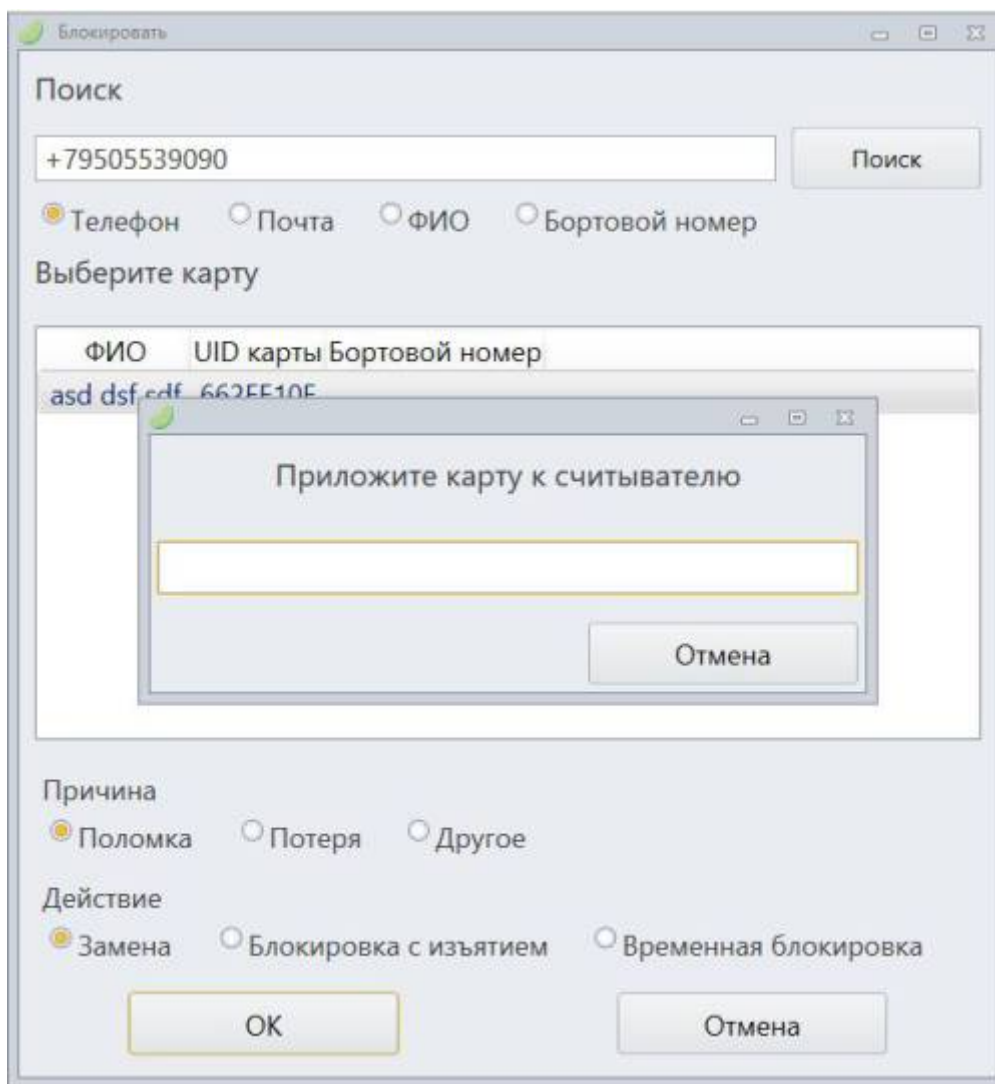 Блокировать
Поиск
+79505539090
Поиск
Телефон Почта ФИО Бортовой номер
Выберите карту
ФИО UID карты Бортовой номер
asd dsf sdf
Приложите карту к считывателю
Отмена
Причина
Поломка Потеря Другое
Действие
Замена Блокировка с изъятием Временная блокировка
ОК Отмена